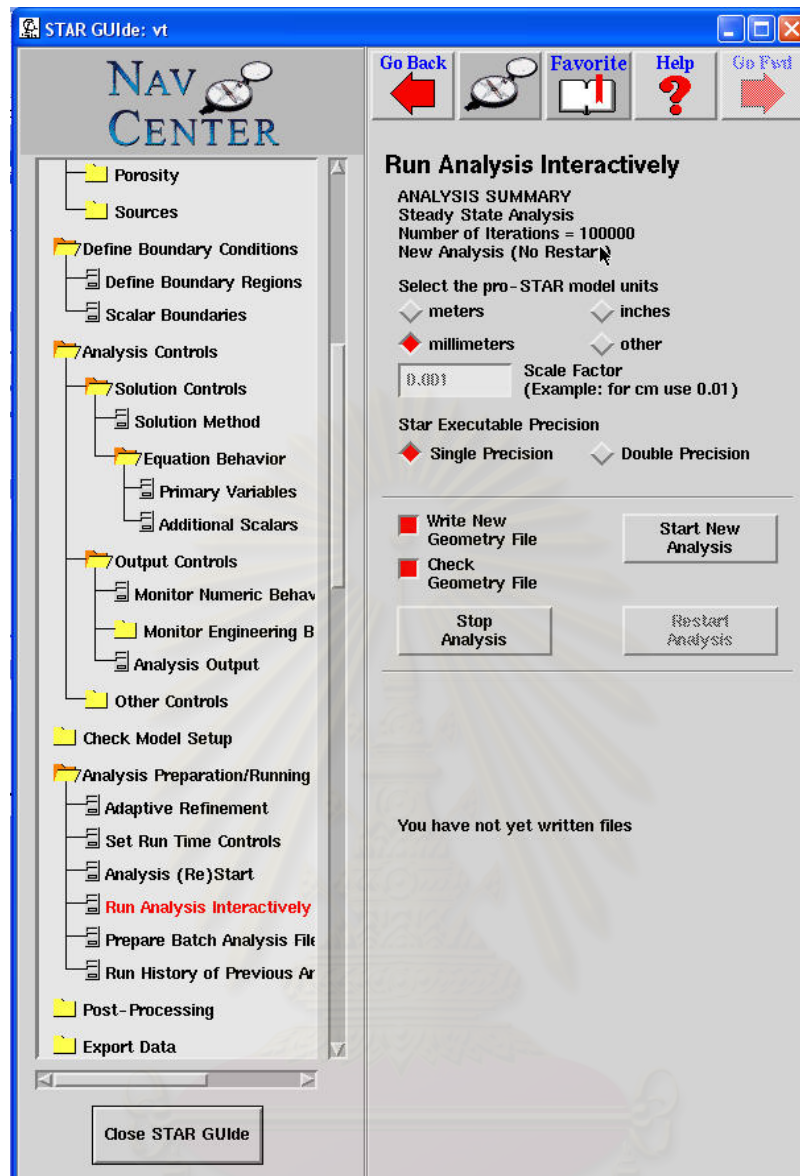 STAR GUIde: vt
NAV
CENTER
Go Back
Favorite
Help
Go Fwd
Porosity
Sources
Define Boundary Conditions
Define Boundary Regions
Scalar Boundaries
Analysis Controls
Solution Controls
Solution Method
Equation Behavior
Primary Variables
Additional Scalars
Output Controls
Monitor Numeric Behav
Monitor Engineering B
Analysis Output
Other Controls
Check Model Setup
Analysis Preparation/Running
Adaptive Refinement
Set Run Time Controls
Analysis (Re)Start
Run Analysis Interactively
Prepare Batch Analysis File
Run History of Previous An
Post-Processing
Export Data
Close STAR GUIde
Run Analysis Interactively
ANALYSIS SUMMARY
Steady State Analysis
Number of Iterations = 100000
New Analysis (No Restart)
Select the pro-STAR model units
meters
inches
millimeters
other
0.001
Scale Factor
(Example: for cm use 0.01)
Star Executable Precision
Single Precision
Double Precision
Write New
Geometry File
Start New
Analysis
Check
Geometry File
Stop
Analysis
Restart
Analysis
You have not yet written files